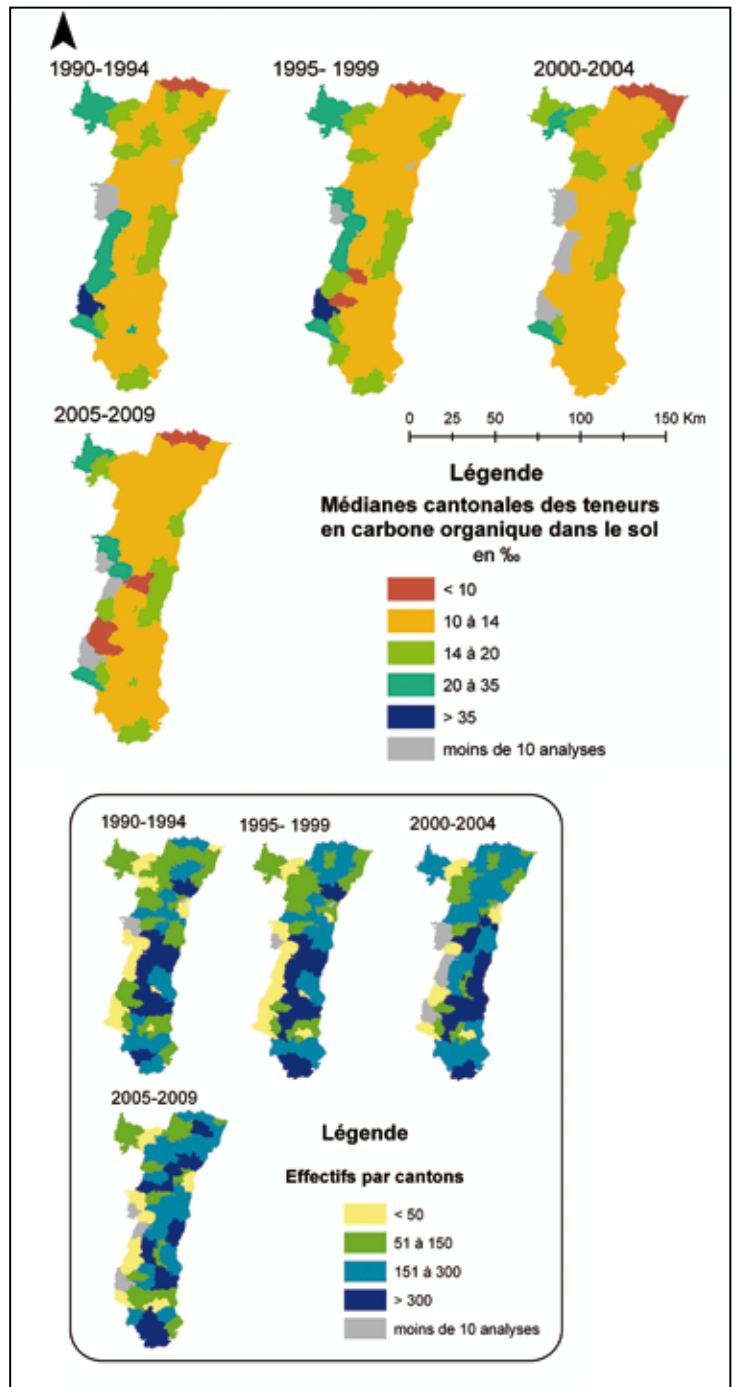 1990-1994
1995- 1999
2000-2004
2005-2009
0 25 50 100 150 Km
Légende
Médianes cantonales des teneurs
en carbone organique dans le sol
en ‰
< 10
10 à 14
14 à 20
20 à 35
> 35
moins de 10 analyses
1990-1994
1995- 1999
2000-2004
2005-2009
Légende
Effectifs par cantons
< 50
51 à 150
151 à 300
> 300
moins de 10 analyses